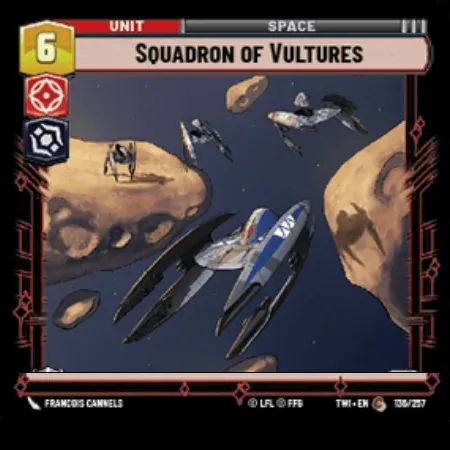 UNIT
SPACE
6
SQUADRON OF VULTURES
FRANCOIS CANNELS
© LFL © FFG
TWI • EN
C
136/257